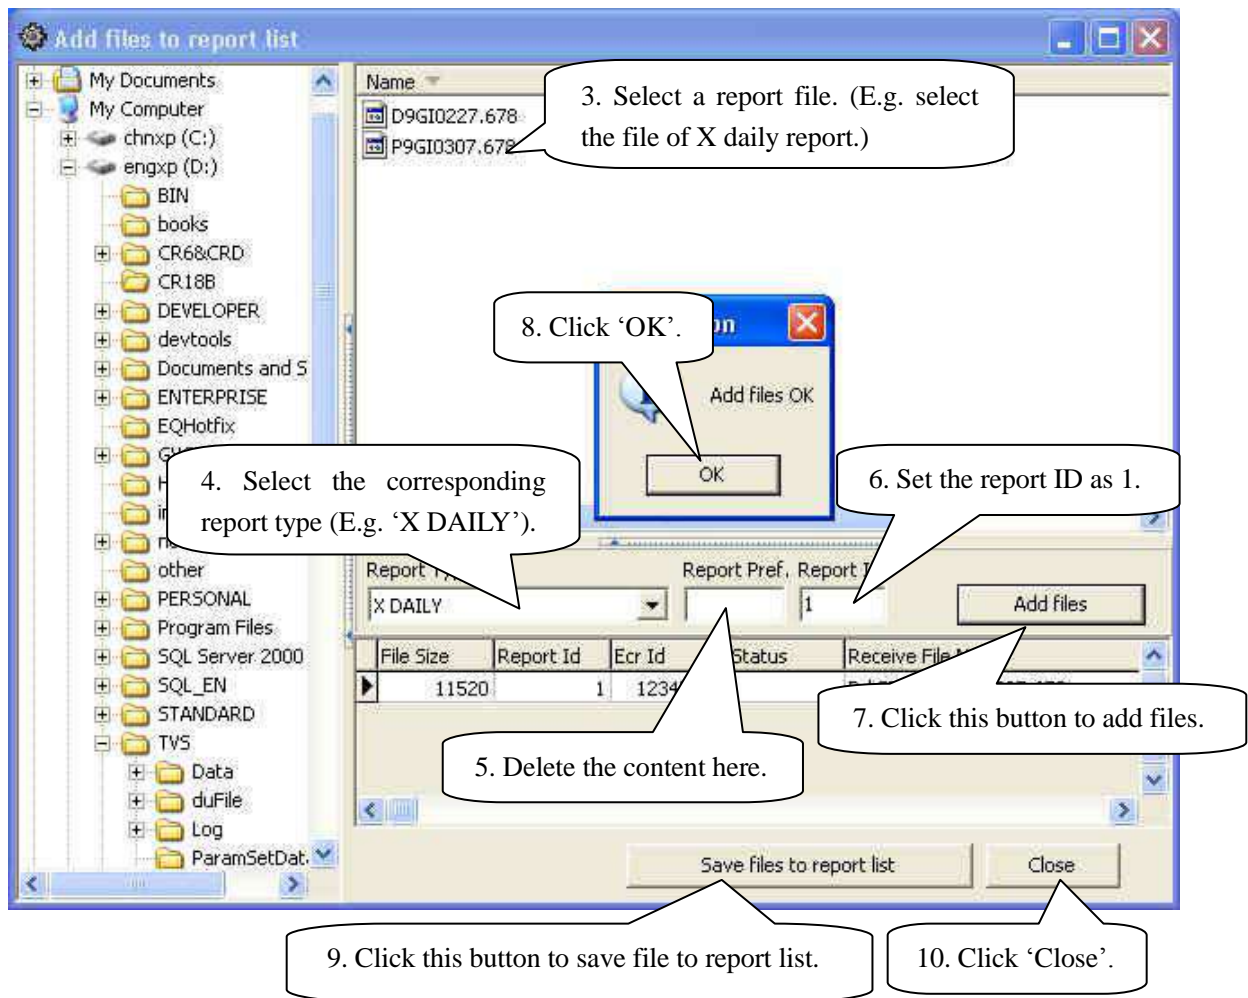 Add files to report list
My Documents
My Computer
chnxp (C:)
engxp (D:)
BIN
books
CR6&CRD
CR18B
DEVELOPER
devtools
Documents and S
ENTERPRISE
EQHotfix
other
PERSONAL
Program Files
SQL Server 2000
SQL_EN
STANDARD
TVS
Data
duFile
Log
ParamSetDat.
Name
D9GI0227.678
P9GI0307.678
3. Select a report file. (E.g. select
the file of X daily report.)
8. Click ‘OK’.
Add files OK
OK
4. Select the corresponding
report type (E.g. ‘X DAILY’).
6. Set the report ID as 1.
Report Pref. Report
X DAILY
1
Add files
File Size Report Id Ecr Id Status Receive File
11520 1 1234
7. Click this button to add files.
5. Delete the content here.
Save files to report list
Close
9. Click this button to save file to report list.
10. Click ‘Close’.